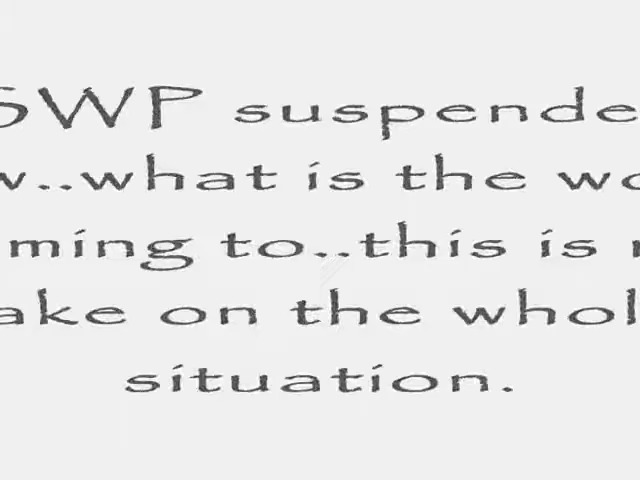 SWP suspende
w..what is the wo
ming to..this is
ake on the whol
situation.